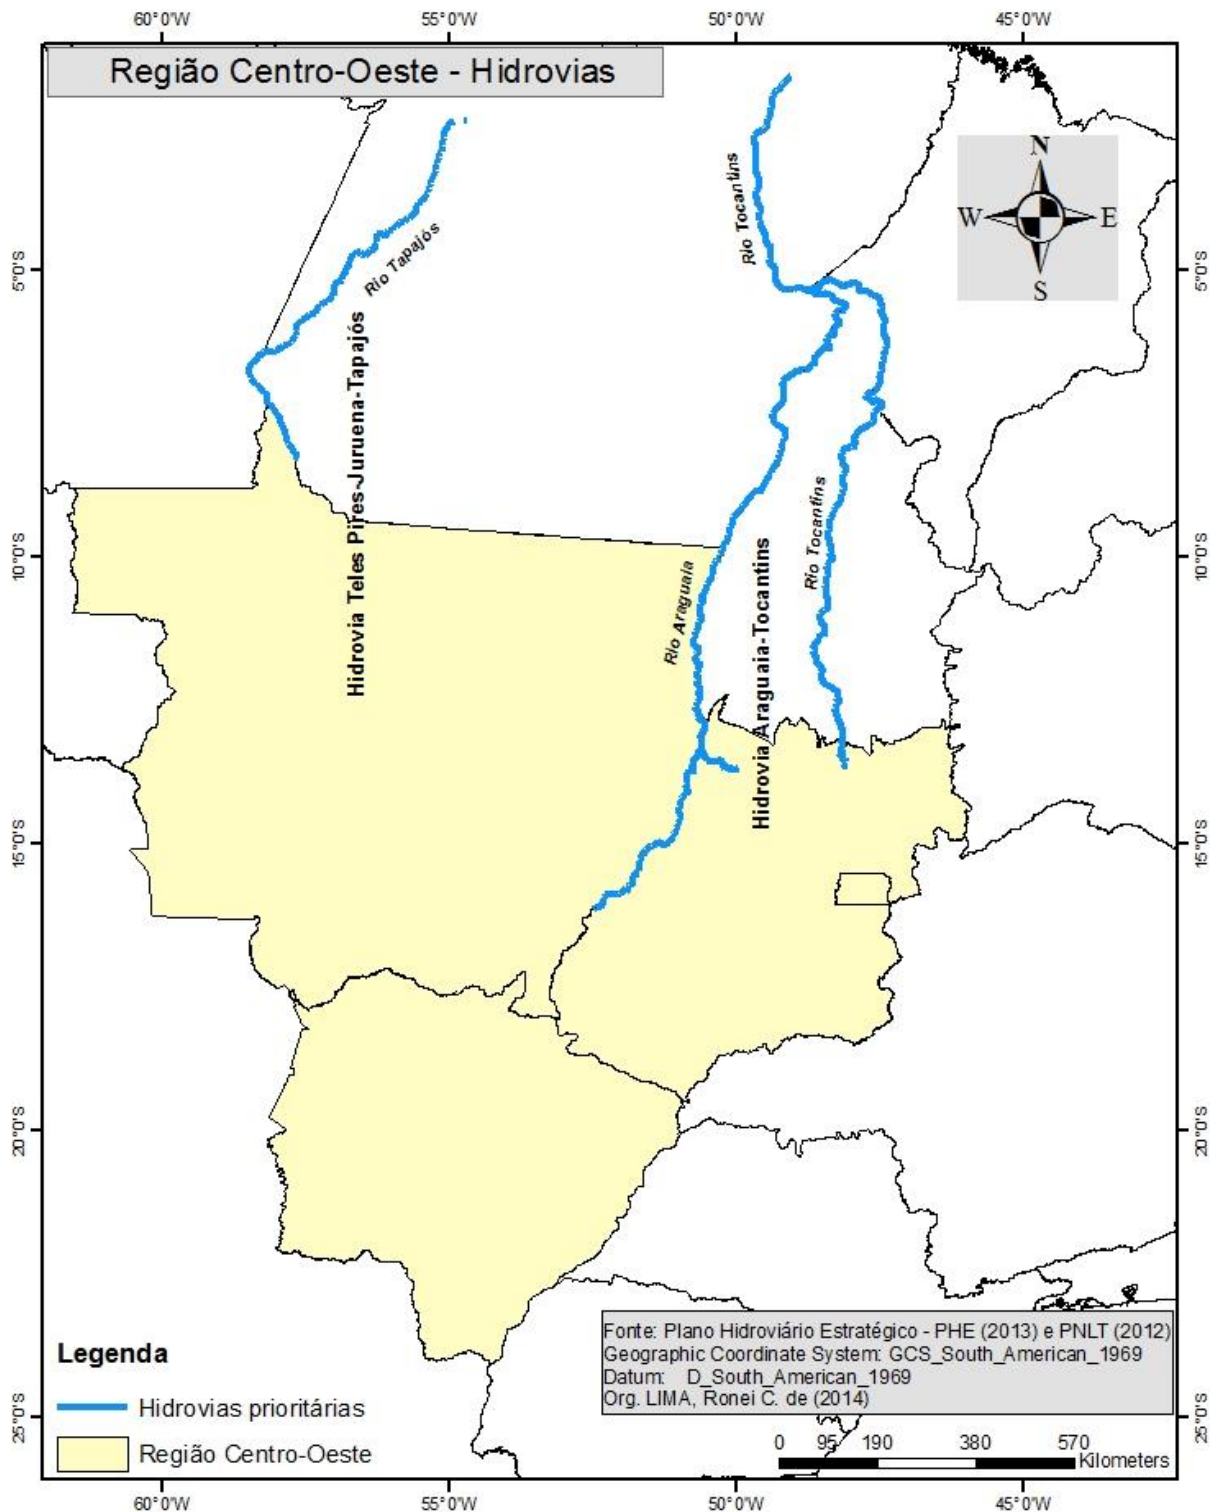 60°0'W 55°0'W 50°0'W 45°0'W
Região Centro-Oeste - Hidrovias
N
W E
S
Rio Tocantins
Rio Tapajós
5°0'S 5°0'S
Hidrovia Teles Pires-Juruena-Tapajós
Rio Tocantins
Hidrovia Araguaia-Tocantins
Rio Araguaia
10°0'S 10°0'S
15°0'S 15°0'S
20°0'S 20°0'S
Fonte: Plano Hidroviário Estratégico - PHE (2013) e PNLT (2012)
Geographic Coordinate System: GCS_South_American_1969
Datum: D_South_American_1969
Org. LIMA, Ronei C. de (2014)
Legenda
Hidrovias prioritárias
Região Centro-Oeste
25°0'S 25°0'S
0 95 190 380 570
Kilometers
60°0'W 55°0'W 50°0'W 45°0'W